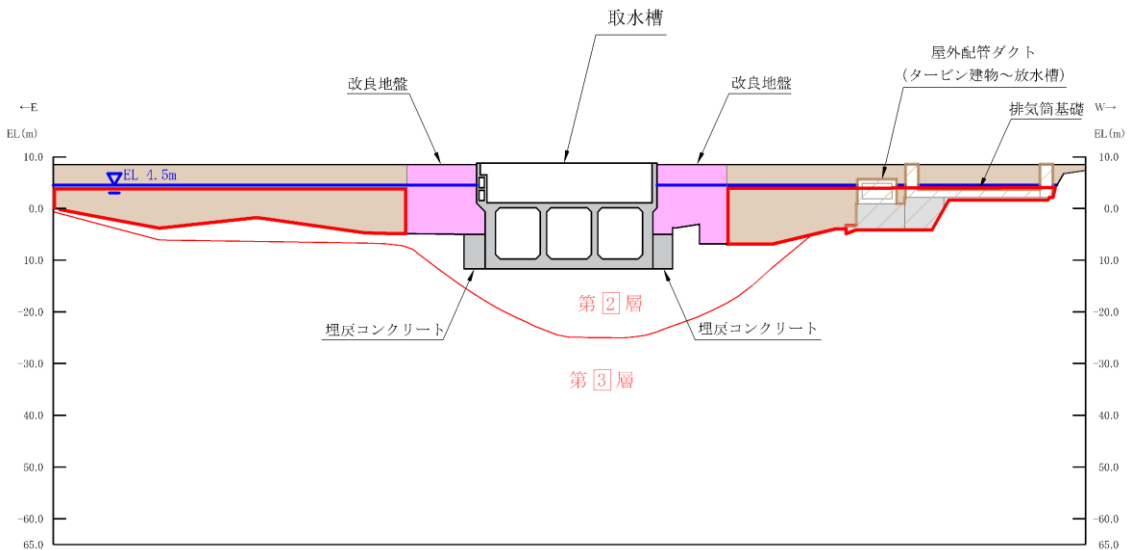 取水槽
屋外配管ダクト
(タービン建物～放水槽)
改良地盤
改良地盤
←E
W→
排気筒基礎
EL(m)
EL(m)
10.0
10.0
EL 4.5m
0.0
0.0
10.0
10.0
第2層
-20.0
-20.0
埋戻コンクリート
埋戻コンクリート
-30.0
-30.0
第3層
-40.0
-40.0
-50.0
-50.0
-60.0
-60.0
65.0
65.0